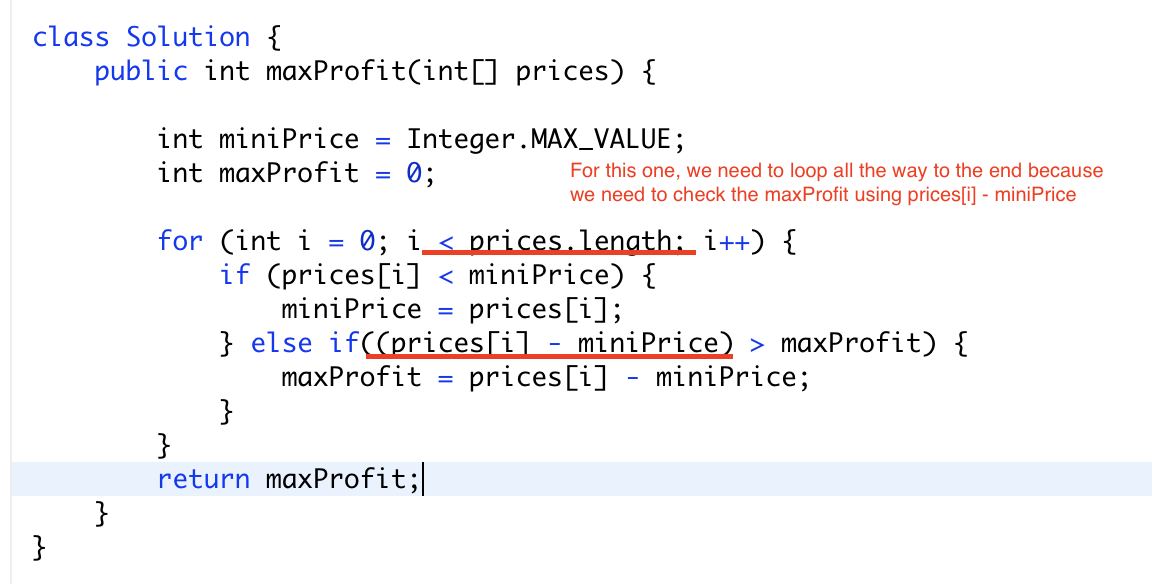 class Solution {
public int maxProfit(int[] prices) {
int miniPrice = Integer.MAX_VALUE;
int maxProfit = 0;
For this one, we need to loop all the way to the end because
we need to check the maxProfit using prices[i] - miniPrice
for (int i = 0; i < prices.length; i++) {
if (prices[i] < miniPrice) {
miniPrice = prices[i];
} else if((prices[i] - miniPrice) > maxProfit) {
maxProfit = prices[i] - miniPrice;
}
}
return maxProfit;
}
}